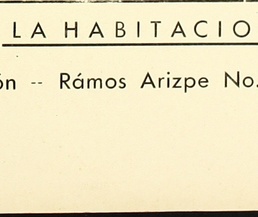 LA HABITACIO
ón -- Rámos Arizpe No.